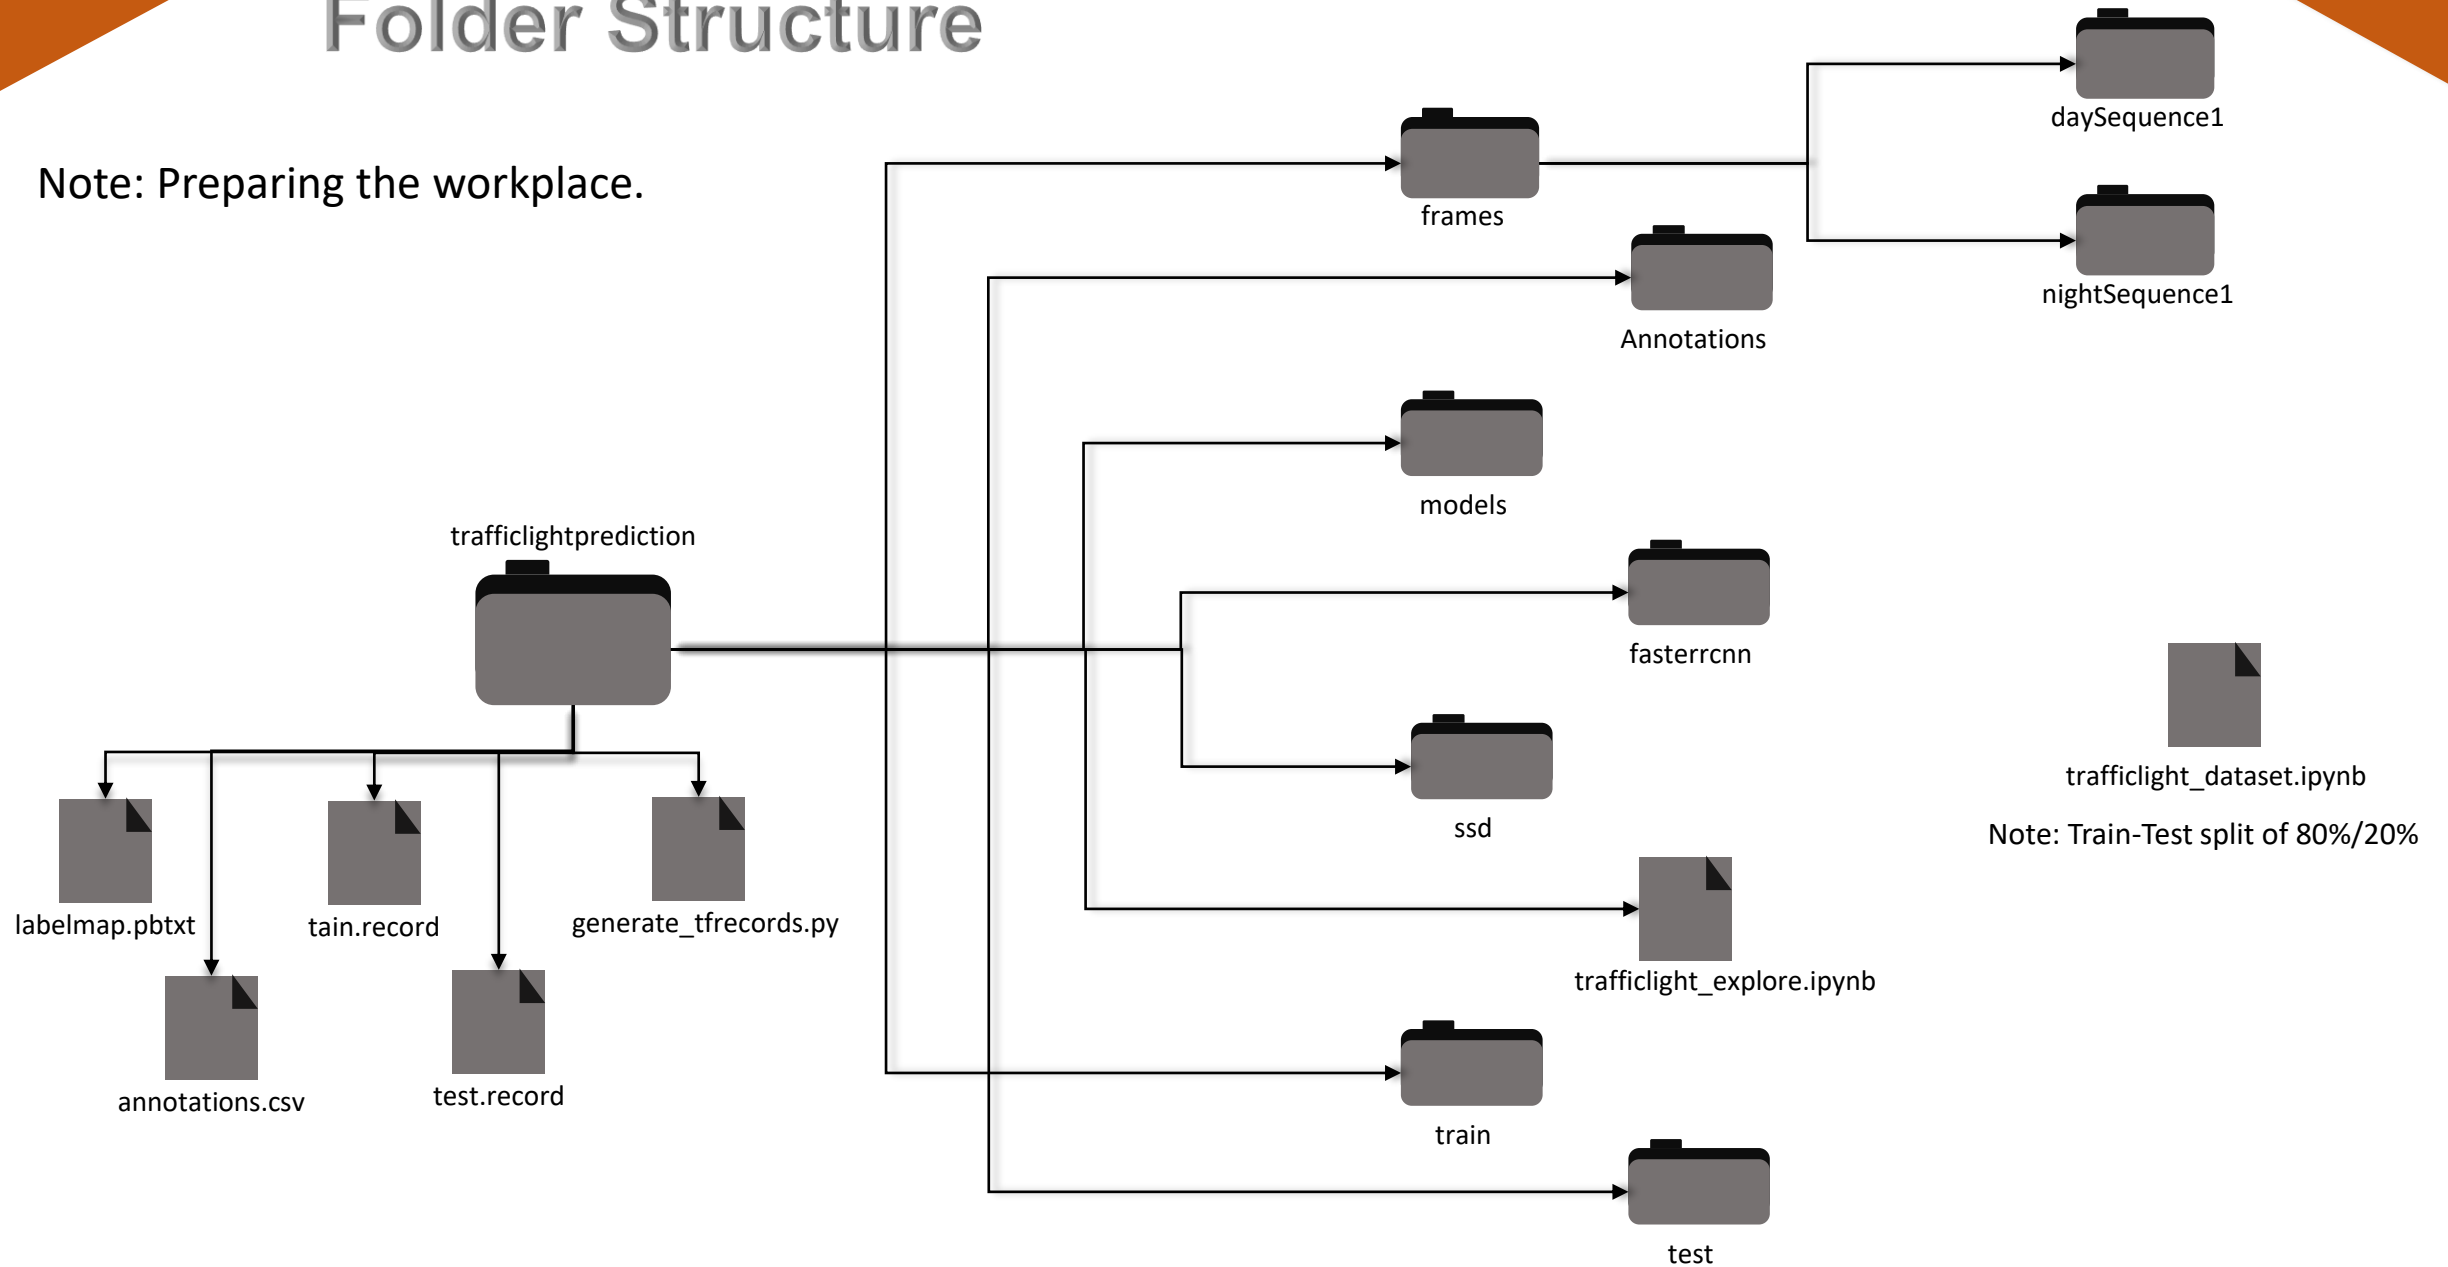 Folder Structure
Note: Preparing the workplace.
daySequence1
frames
nightSequence1
Annotations
models
trafficlightprediction
fasterrcnn
trafficlight_dataset.ipynb
ssd
Note: Train-Test split of 80%/20%
labelmap.pbtxt
tain.record
generate_tfrecords.py
trafficlight_explore.ipynb
annotations.csv
test.record
train
test